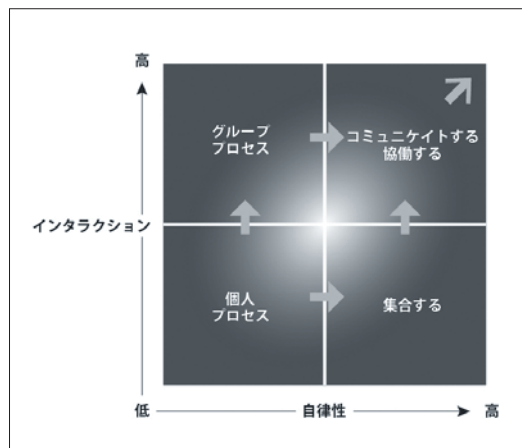 高
グループ
プロセス
コミュニケイトする
協働する
インタラクション
個人
プロセス
集合する
低
自律性
高